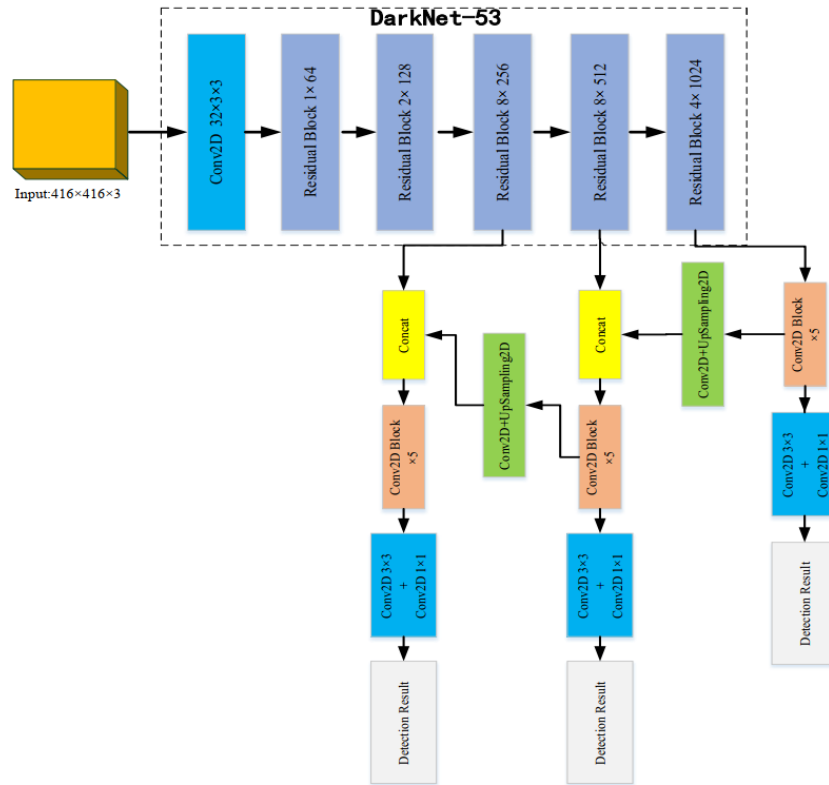 DarkNet-53
Input:416×416×3
Conv2D 32×3×3
Residual Block 1× 64
Residual Block 2× 128
Residual Block 8× 256
Residual Block 8× 512
Residual Block 4× 1024
Concat
Conv2D+UpSampling2D
Concat
Conv2D+UpSampling2D
Conv2D Block
×5
Conv2D Block
×5
Conv2D Block
×5
Conv2D 3×3
+
Conv2D 1×1
Conv2D 3×3
+
Conv2D 1×1
Conv2D 3×3
+
Conv2D 1×1
Detection Result
Detection Result
Detection Result